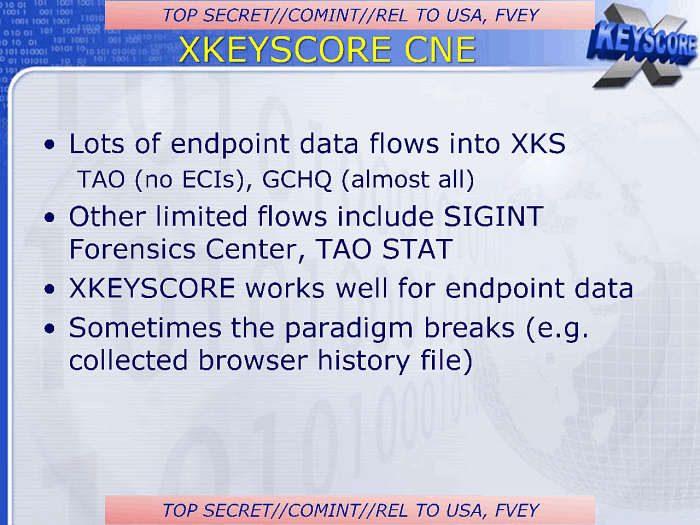 TOP SECRET//COMINT//REL TO USA, FVEY
XKEYSCORE CNE
KEYSCORE
X
• Lots of endpoint data flows into XKS
TAO (no ECIs), GCHQ (almost all)
• Other limited flows include SIGINT
Forensics Center, TAO STAT
• XKEYSCORE works well for endpoint data
• Sometimes the paradigm breaks (e.g.
collected browser history file)
TOP SECRET//COMINT//REL TO USA, FVEY